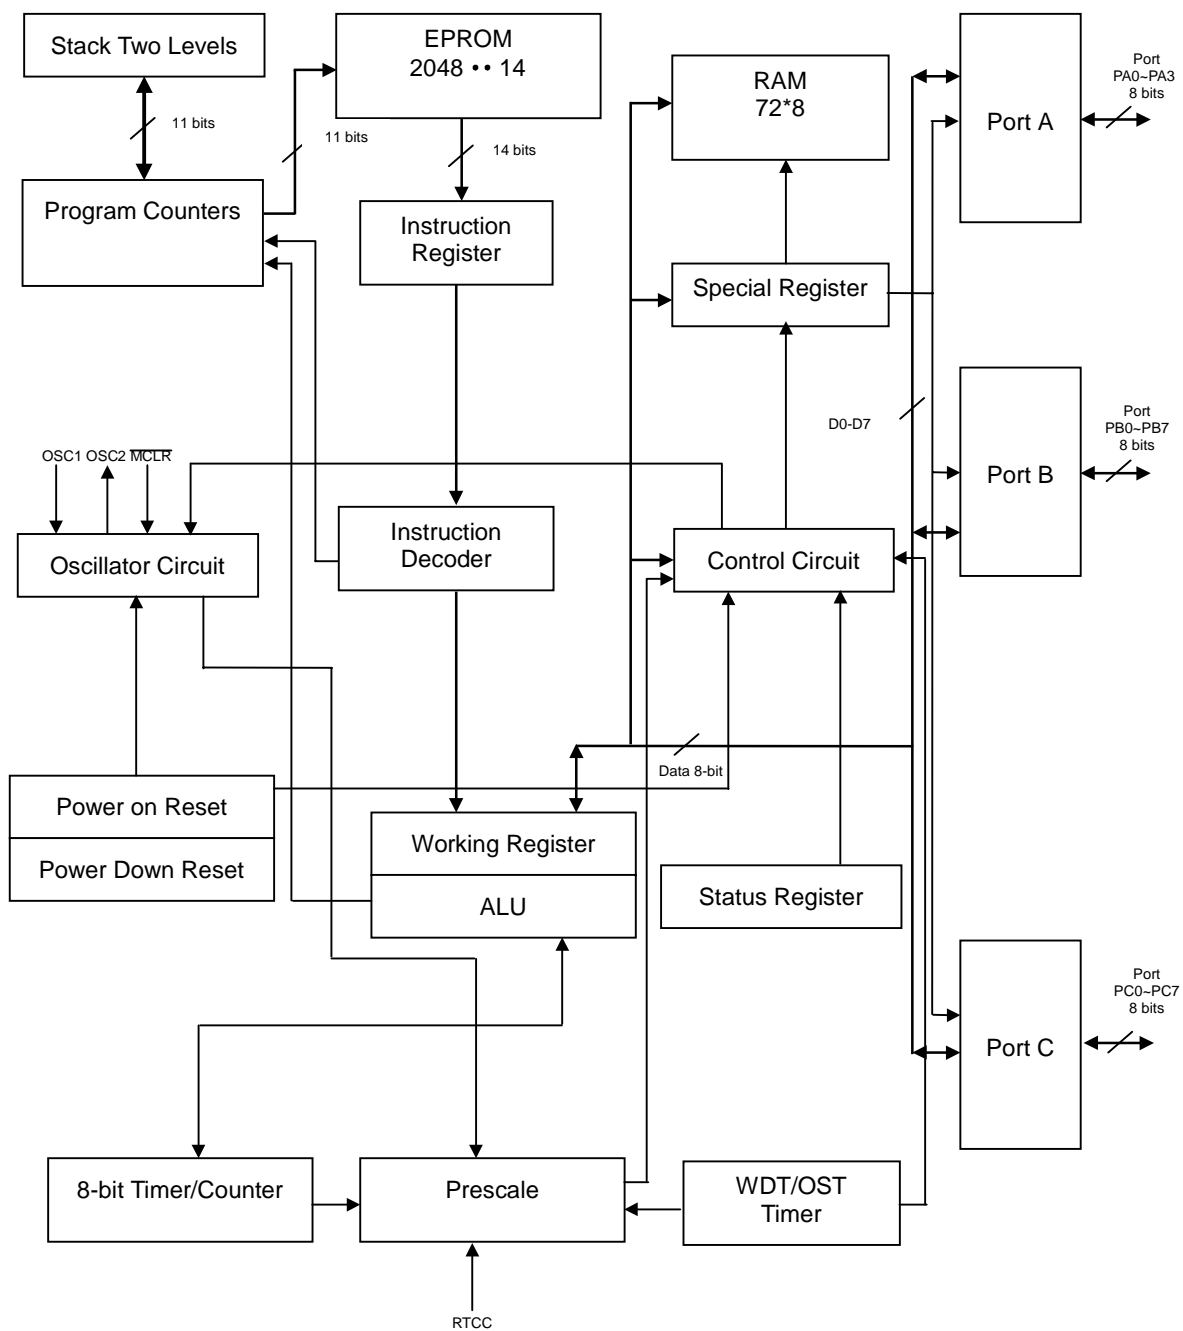 Stack Two Levels
EPROM
2048 •• 14
RAM
72*8
Port A
Port
PA0~PA3
8 bits
11 bits
11 bits
14 bits
Program Counters
Instruction
Register
Special Register
D0-D7
Port B
Port
PB0~PB7
8 bits
OSC1 OSC2 MCLR
Oscillator Circuit
Instruction
Decoder
Control Circuit
Data 8-bit
Power on Reset
Power Down Reset
Working Register
ALU
Status Register
Port C
Port
PC0~PC7
8 bits
8-bit Timer/Counter
Prescale
WDT/OST
Timer
RTCC